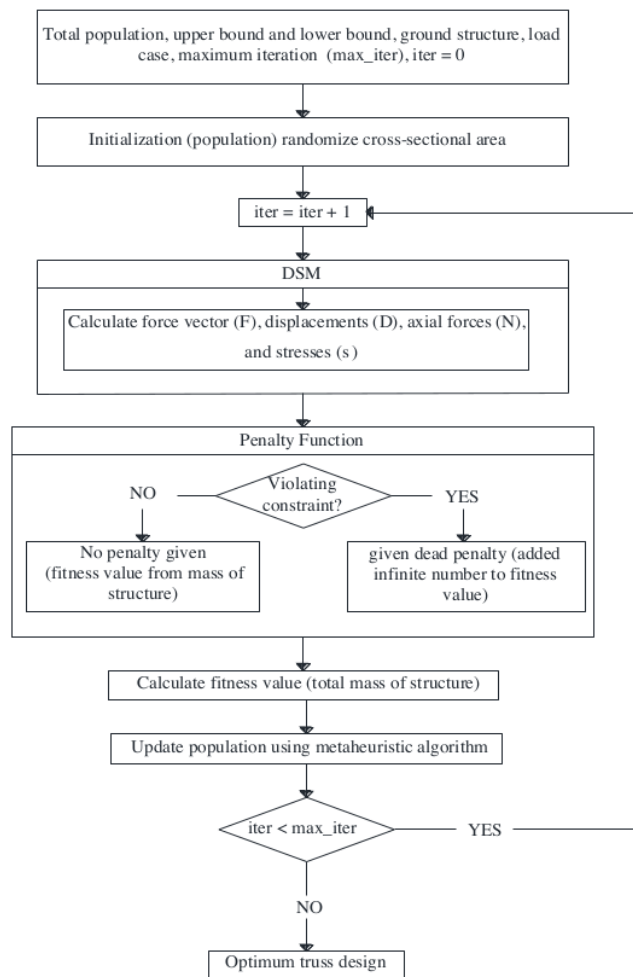 Total population, upper bound and lower bound, ground structure, load
case, maximum iteration (max_iter), iter = 0
Initialization (population) randomize cross-sectional area
iter = iter + 1
DSM
Calculate force vector (F), displacements (D), axial forces (N),
and stresses (s)
Penalty Function
Violating
constraint?
NO
YES
No penalty given
(fitness value from mass of
structure)
given dead penalty (added
infinite number to fitness
value)
Calculate fitness value (total mass of structure)
Update population using metaheuristic algorithm
iter < max_iter
YES
NO
Optimum truss design